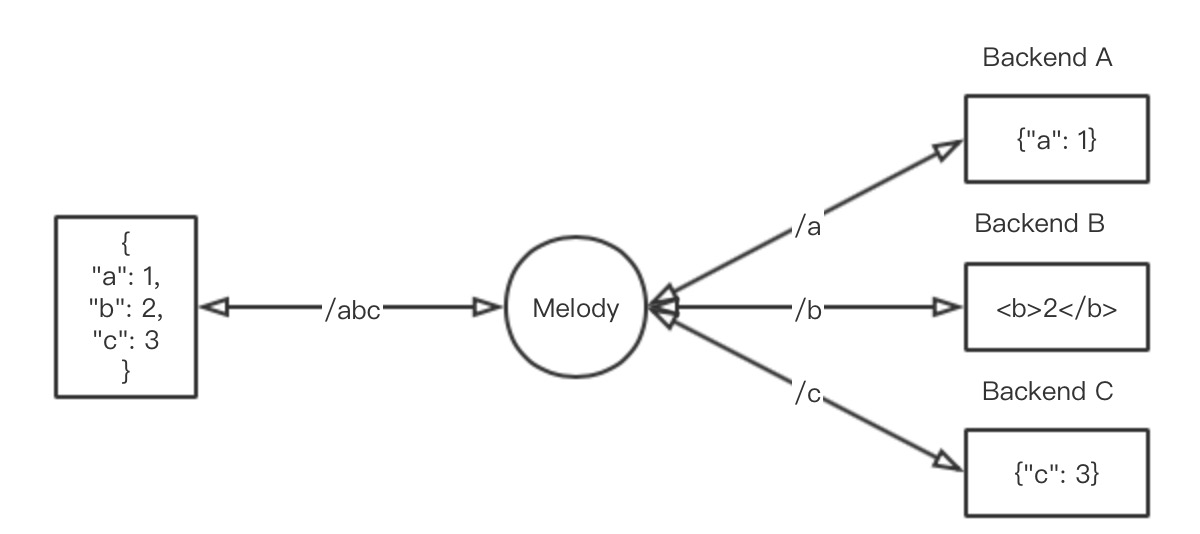 {
"a": 1,
"b": 2,
"c": 3
}
/abc
Melody
/a
/b
/c
Backend A
{"a": 1}
Backend B
<b>2</b>
Backend C
{"c": 3}